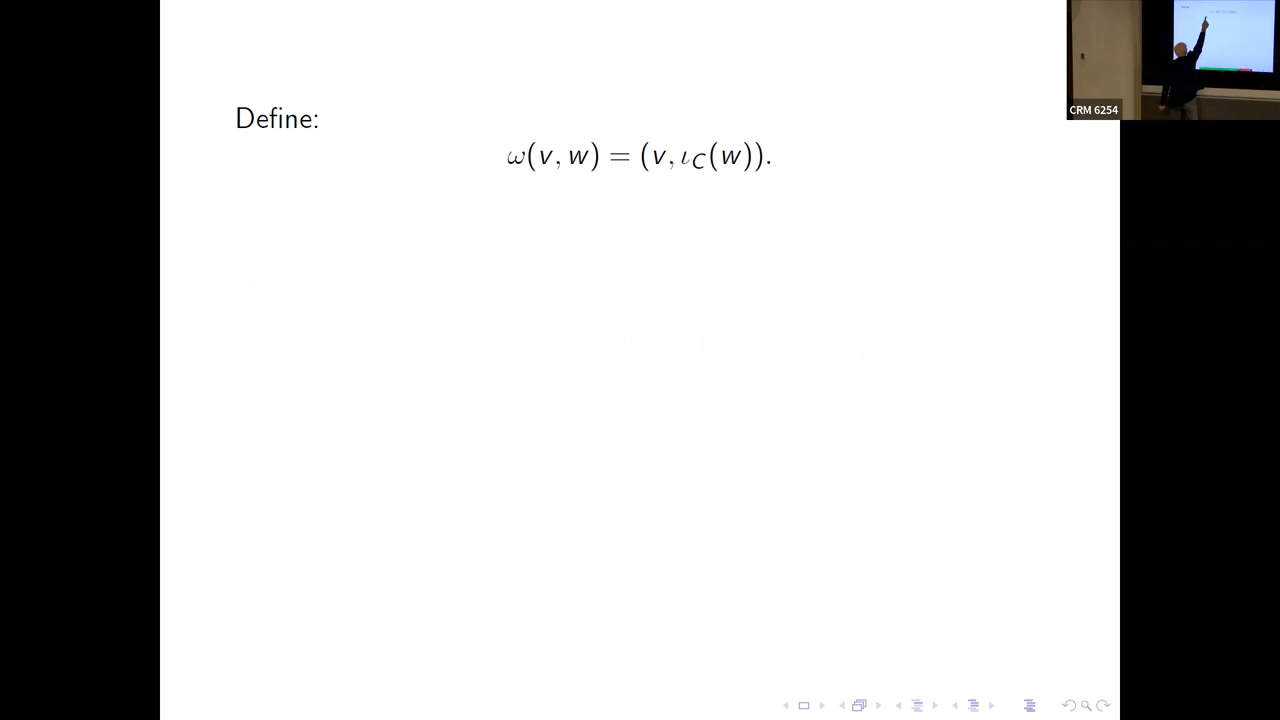 CRM 6254
Define:
ω(v, w) = (v, ι_C(w)).